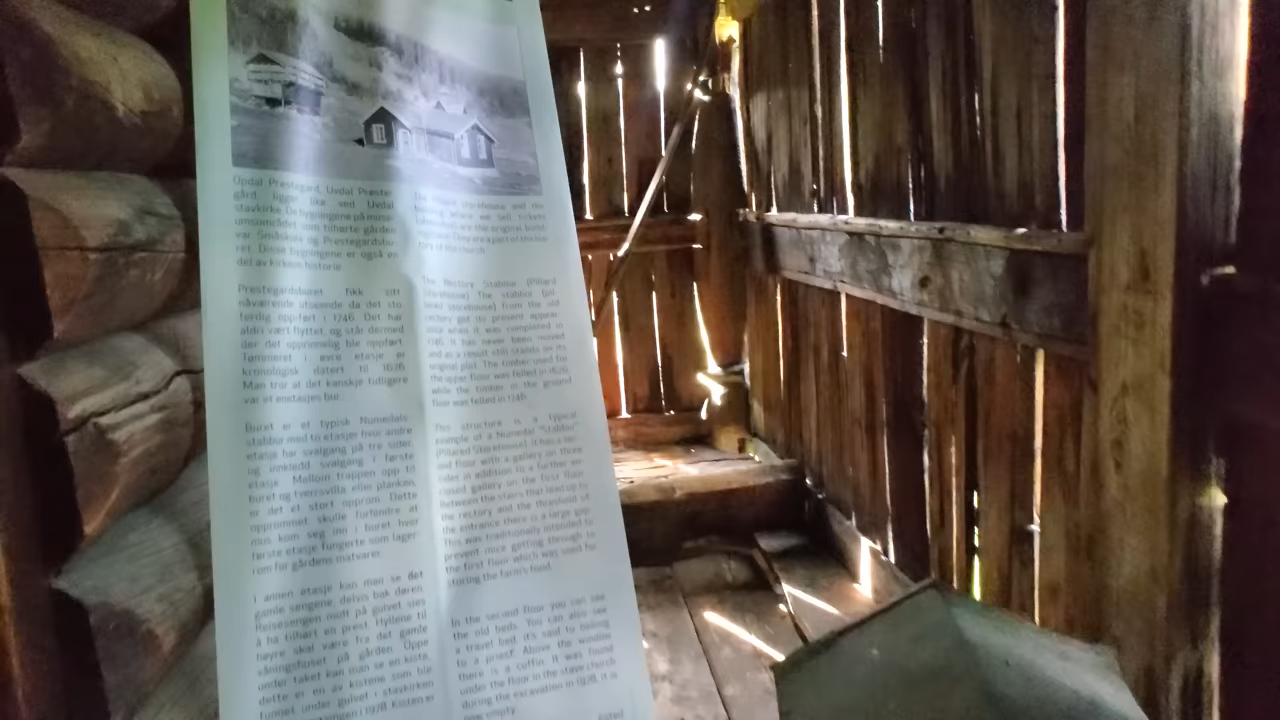 Opdal Prestegard, Uvdal Preste-
gård ligger like ved Uvdal
stavkirke. De bygningene på muse-
umsområdet som tilhørte gården
var Småskule og Prestegardsbu-
ret. Disse bygningene er også en
del av kirkens historie.
Prestegardsburet fikk sitt
nåværende utseende da det sto
ferdig oppført i 1746. Det har
aldri vært flyttet, og står dermed
der det opprinnelig ble oppført.
Tømmeret i øvre etasje er
kronologisk datert til 1626.
Man tror at det kanskje tidligere
var et enetasjes bur.
Buret er et typisk Numedals-
stabbur med to etasjer hvor andre
etasje har svalgang på tre sider,
og innkledd svalgang i første
etasje. Mellom trappen opp til
buret og tverrsvilla eller planken,
er det et stort opprom. Dette
opprommet skulle forhindre at
mus kom seg inn i buret hvor
første etasje fungerte som lager-
rom for gårdens matvarer.
I annen etasje kan man se det
gamle sengene, delvis bak døren.
Reisesengen midt på gulvet sies
å ha tilhørt en prest. Hyllene til
høyre skal være fra det gamle
våningshuset på gården. Oppe
under taket kan man se en kiste,
dette er en av kistene som ble
funnet under gulvet i stavkirken
i 1978. Kisten er
storehouse and the
where we sell tickets
are the original build-
They are a part of the his-
tory of the church.
The Rectory Stabbur (Pillard
Storehouse) The stabbur (pil-
lared storehouse) from the old
rectory got its present appear-
ance when it was completed in
1746. It has never been moved
and as a result still stands on its
original plot. The timber used for
the upper floor was felled in 1626,
while the timber in the ground
floor was felled in 1746.
This structure is a typical
example of a Numedal "Stabbur"
(Pillared Storehouse). It has a sec-
ond floor with a gallery on three
sides in addition to a further en-
closed gallery on the first floor.
Between the stairs that lead up to
the rectory and the threshold of
the entrance there is a large gap.
This was traditionally intended to
prevent mice getting through to
the first floor which was used for
storing the farm's food.
In the second floor you can see
the old beds. You can also see
a travel bed, it's said to belong
to a priest. Above the window
there is a cuffin. It was found
under the floor in the stave church
during the excavation in 1978, it is
now empty.